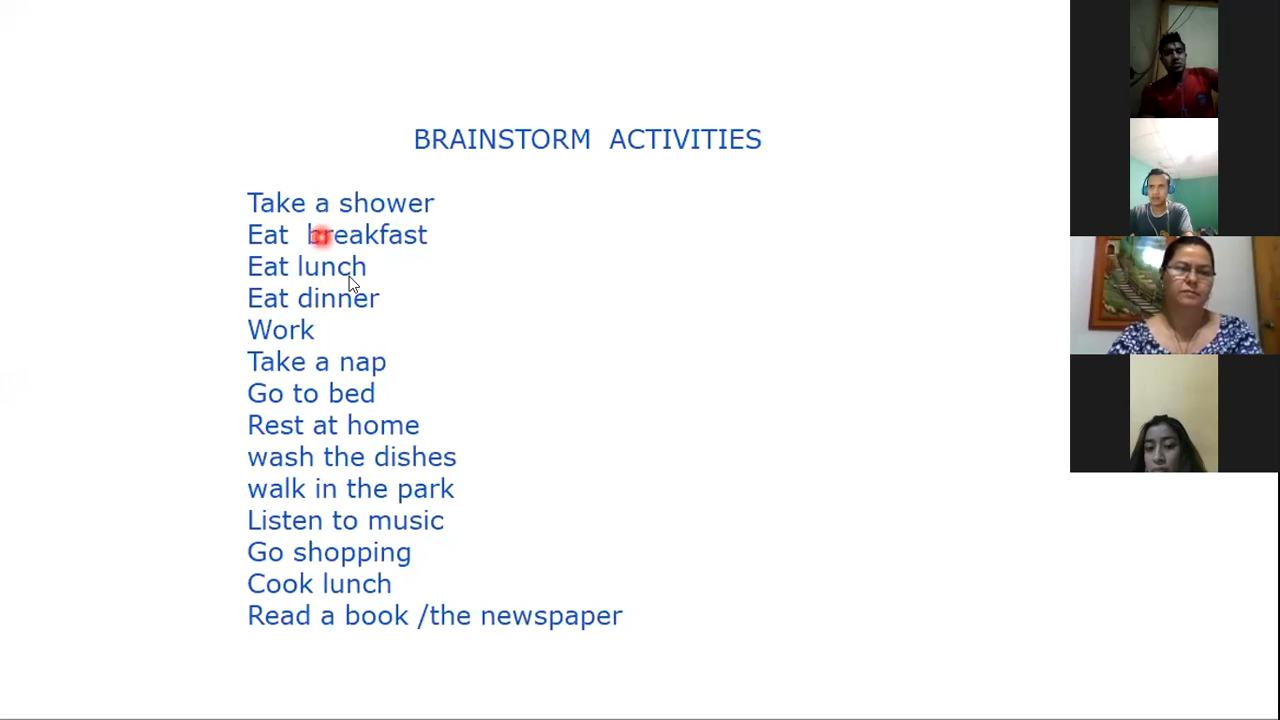 BRAINSTORM ACTIVITIES
Take a shower
Eat breakfast
Eat lunch
Eat dinner
Work
Take a nap
Go to bed
Rest at home
wash the dishes
walk in the park
Listen to music
Go shopping
Cook lunch
Read a book /the newspaper